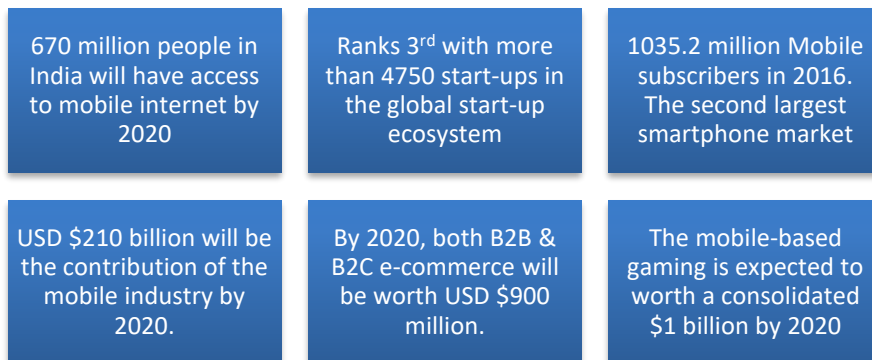 670 million people in
India will have access
to mobile internet by
2020
Ranks 3rd with more
than 4750 start-ups in
the global start-up
ecosystem
1035.2 million Mobile
subscribers in 2016.
The second largest
smartphone market
USD $210 billion will be
the contribution of the
mobile industry by
2020.
By 2020, both B2B &
B2C e-commerce will
be worth USD $900
million.
The mobile-based
gaming is expected to
worth a consolidated
$1 billion by 2020